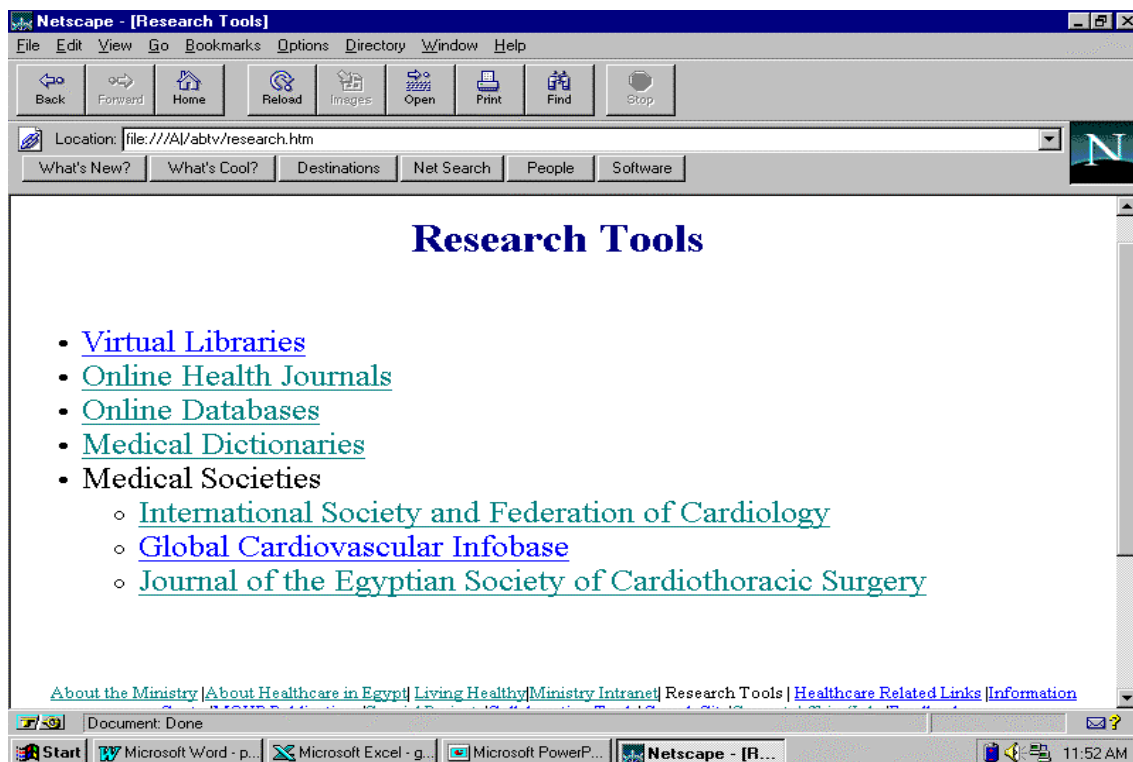 Netscape - [Research Tools]
File Edit View Go Bookmarks Options Directory Window Help
Back Forward Home Reload Images Open Print Find Stop
Location: file:///A|/abtv/research.htm
N
What's New? What's Cool? Destinations Net Search People Software
Research Tools
• Virtual Libraries
• Online Health Journals
• Online Databases
• Medical Dictionaries
• Medical Societies
○ International Society and Federation of Cardiology
○ Global Cardiovascular Infobase
○ Journal of the Egyptian Society of Cardiothoracic Surgery
About the Ministry |About Healthcare in Egypt| Living Healthy|Ministry Intranet| Research Tools | Healthcare Related Links |Information
Document: Done
Start Microsoft Word - p... Microsoft Excel - g... Microsoft PowerP... Netscape - [R... 11:52 AM